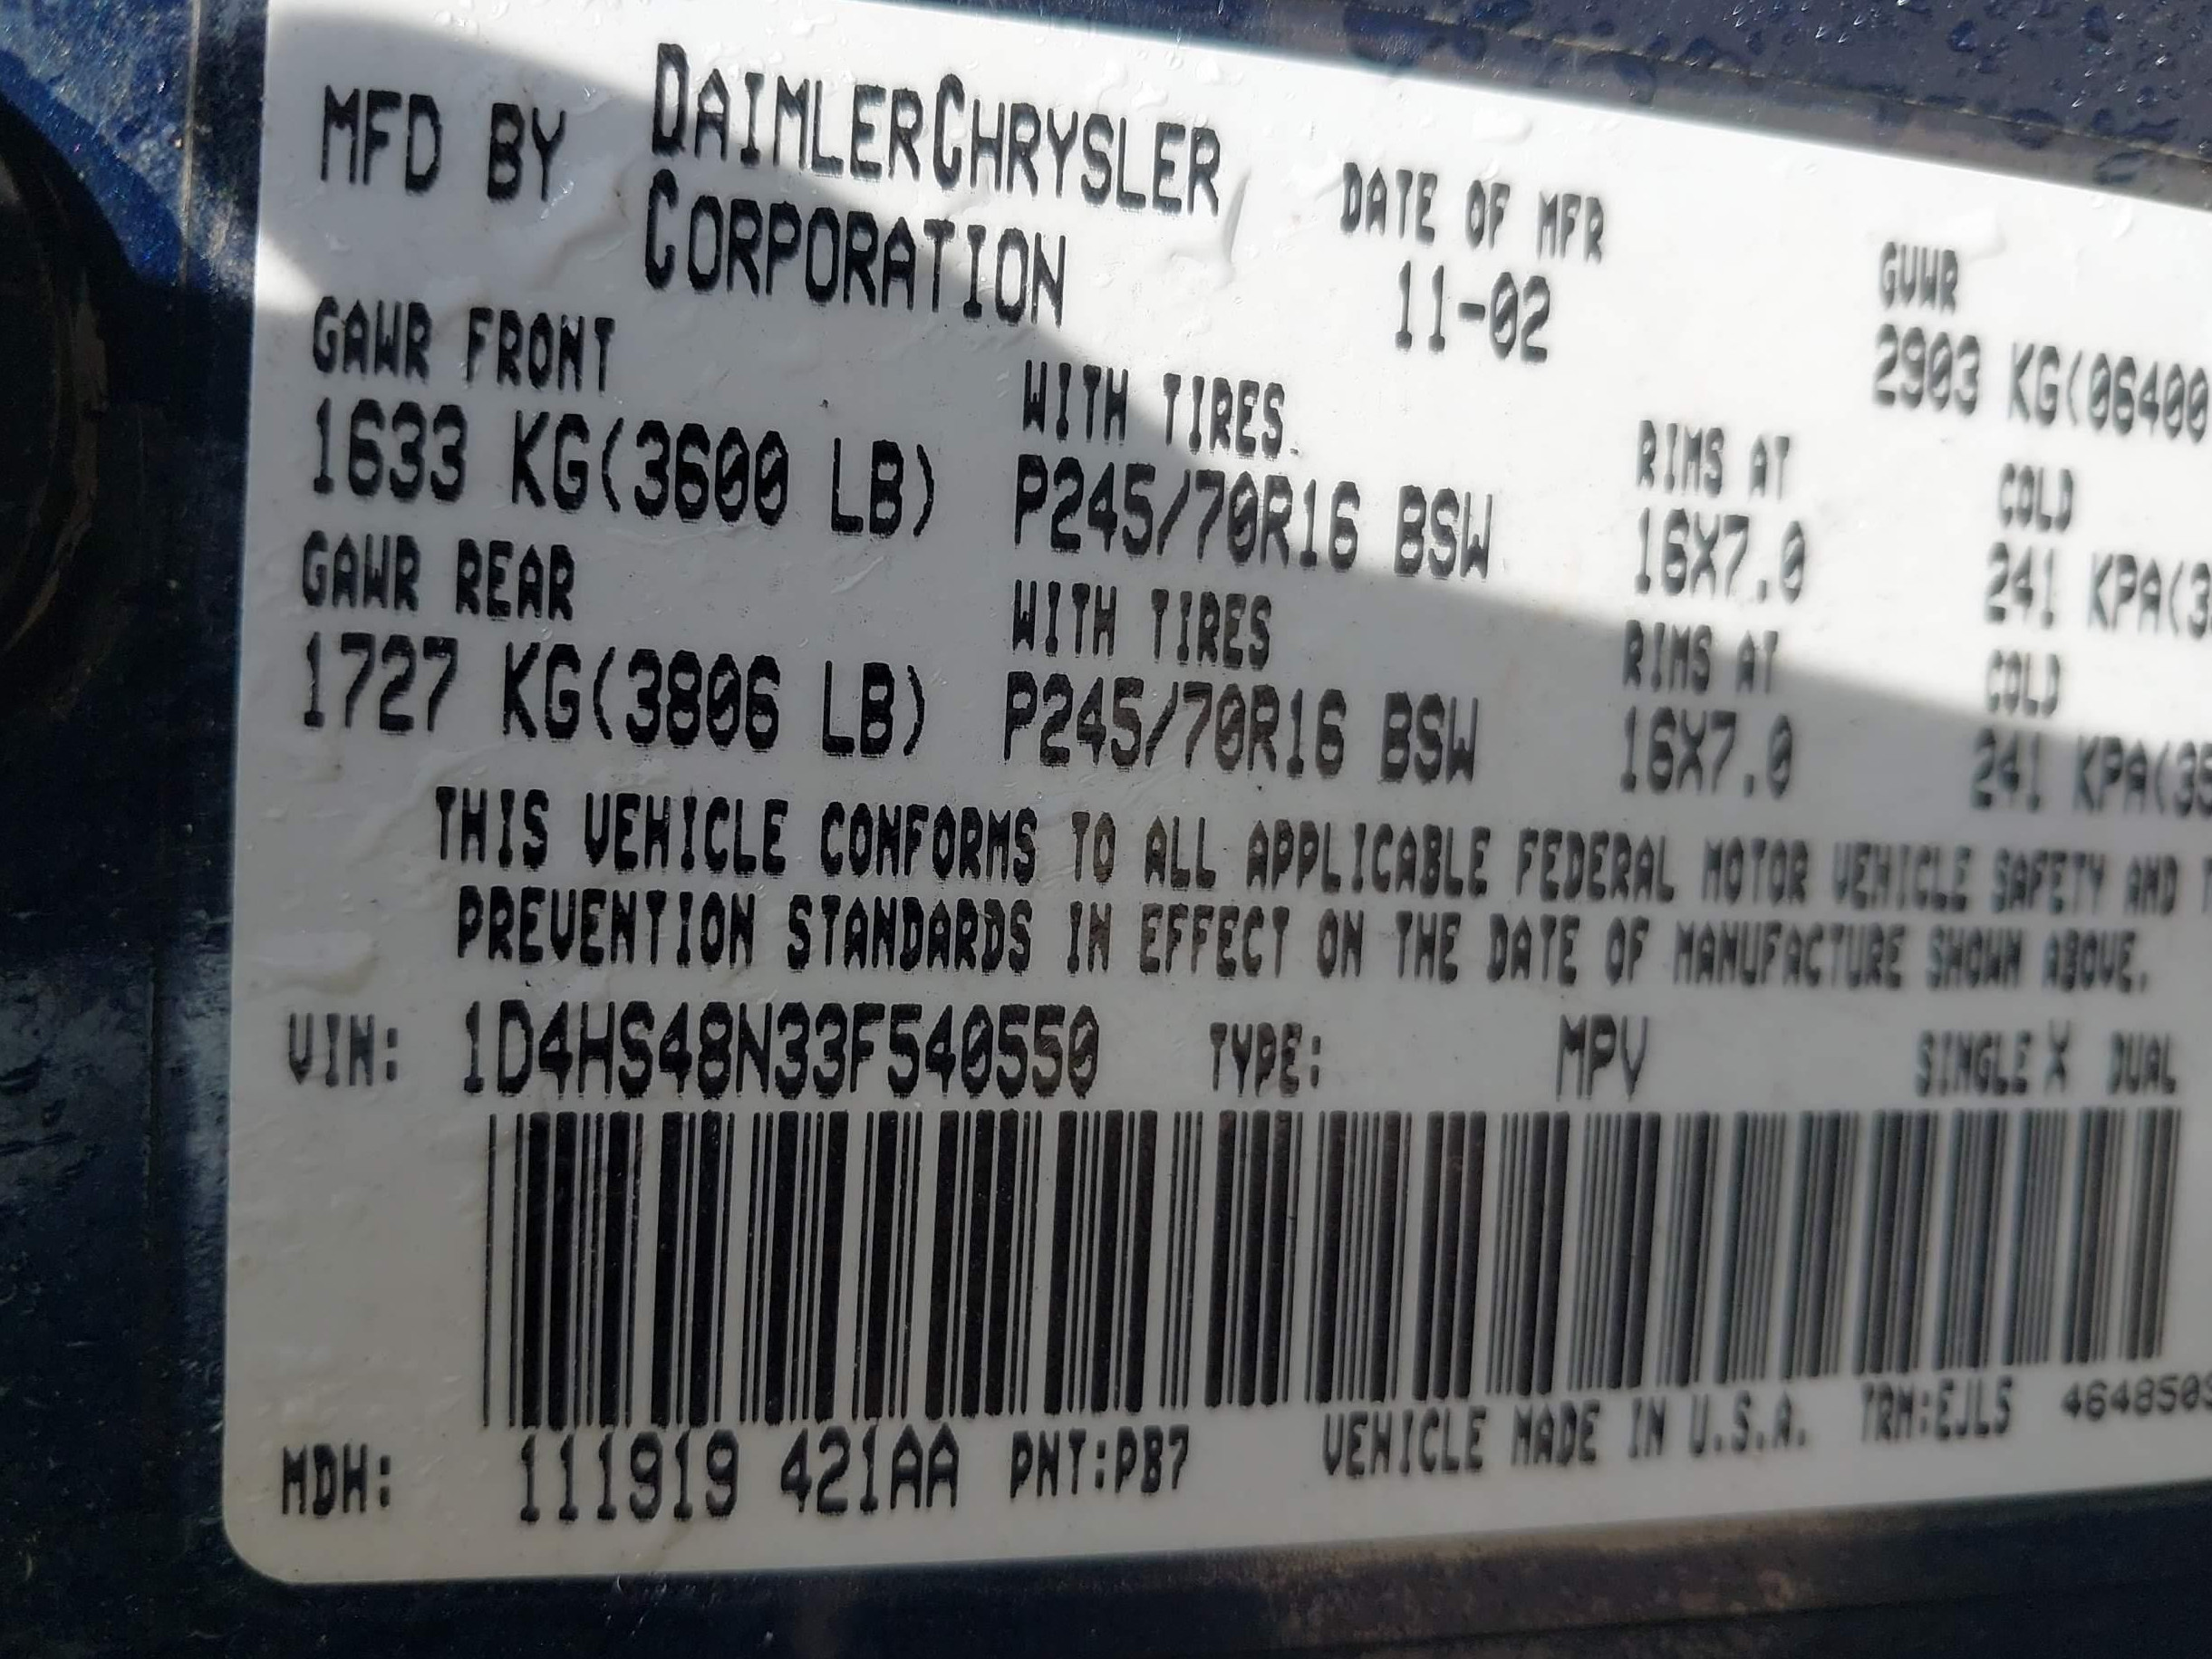 MFD BY DAIMLERCHRYSLER
CORPORATION
DATE OF MFR
11-02
GVWR
2903 KG(06400
GAWR FRONT
WITH TIRES
RIMS AT
COLD
1633 KG(3600 LB) P245/70R16 BSW 16X7.0 241 KPA(3
GAWR REAR
WITH TIRES
RIMS AT
COLD
1727 KG(3806 LB) P245/70R16 BSW 16X7.0 241 KPA(35
THIS VEHICLE CONFORMS TO ALL APPLICABLE FEDERAL MOTOR VEHICLE SAFETY AND T
PREVENTION STANDARDS IN EFFECT ON THE DATE OF MANUFACTURE SHOWN ABOVE.
VIN: 1D4HS48N33F540550 TYPE: MPV SINGLE X DUAL
MDH: 111919 421AA PNT:PB7 VEHICLE MADE IN U.S.A. TRM:EJL5 4648509